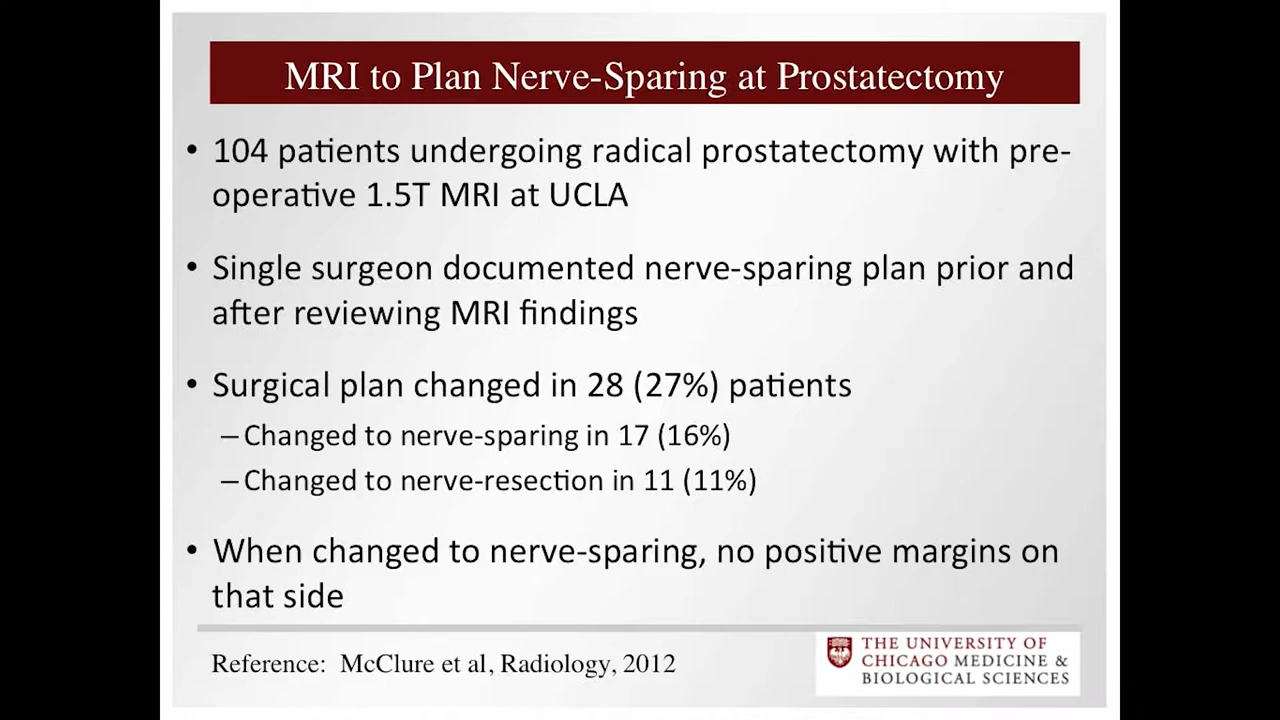 MRI to Plan Nerve-Sparing at Prostatectomy
• 104 patients undergoing radical prostatectomy with pre-
operative 1.5T MRI at UCLA
• Single surgeon documented nerve-sparing plan prior and
after reviewing MRI findings
• Surgical plan changed in 28 (27%) patients
– Changed to nerve-sparing in 17 (16%)
– Changed to nerve-resection in 11 (11%)
• When changed to nerve-sparing, no positive margins on
that side
Reference: McClure et al, Radiology, 2012
THE UNIVERSITY OF
CHICAGO MEDICINE &
BIOLOGICAL SCIENCES